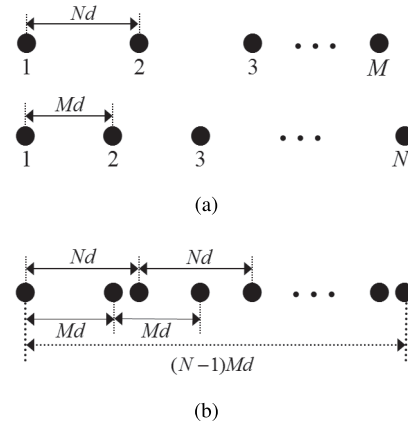 Nd
1 2 3 ... M
Md
1 2 3 ... N
(a)
Nd Nd
...
Md Md
(N−1)Md
(b)